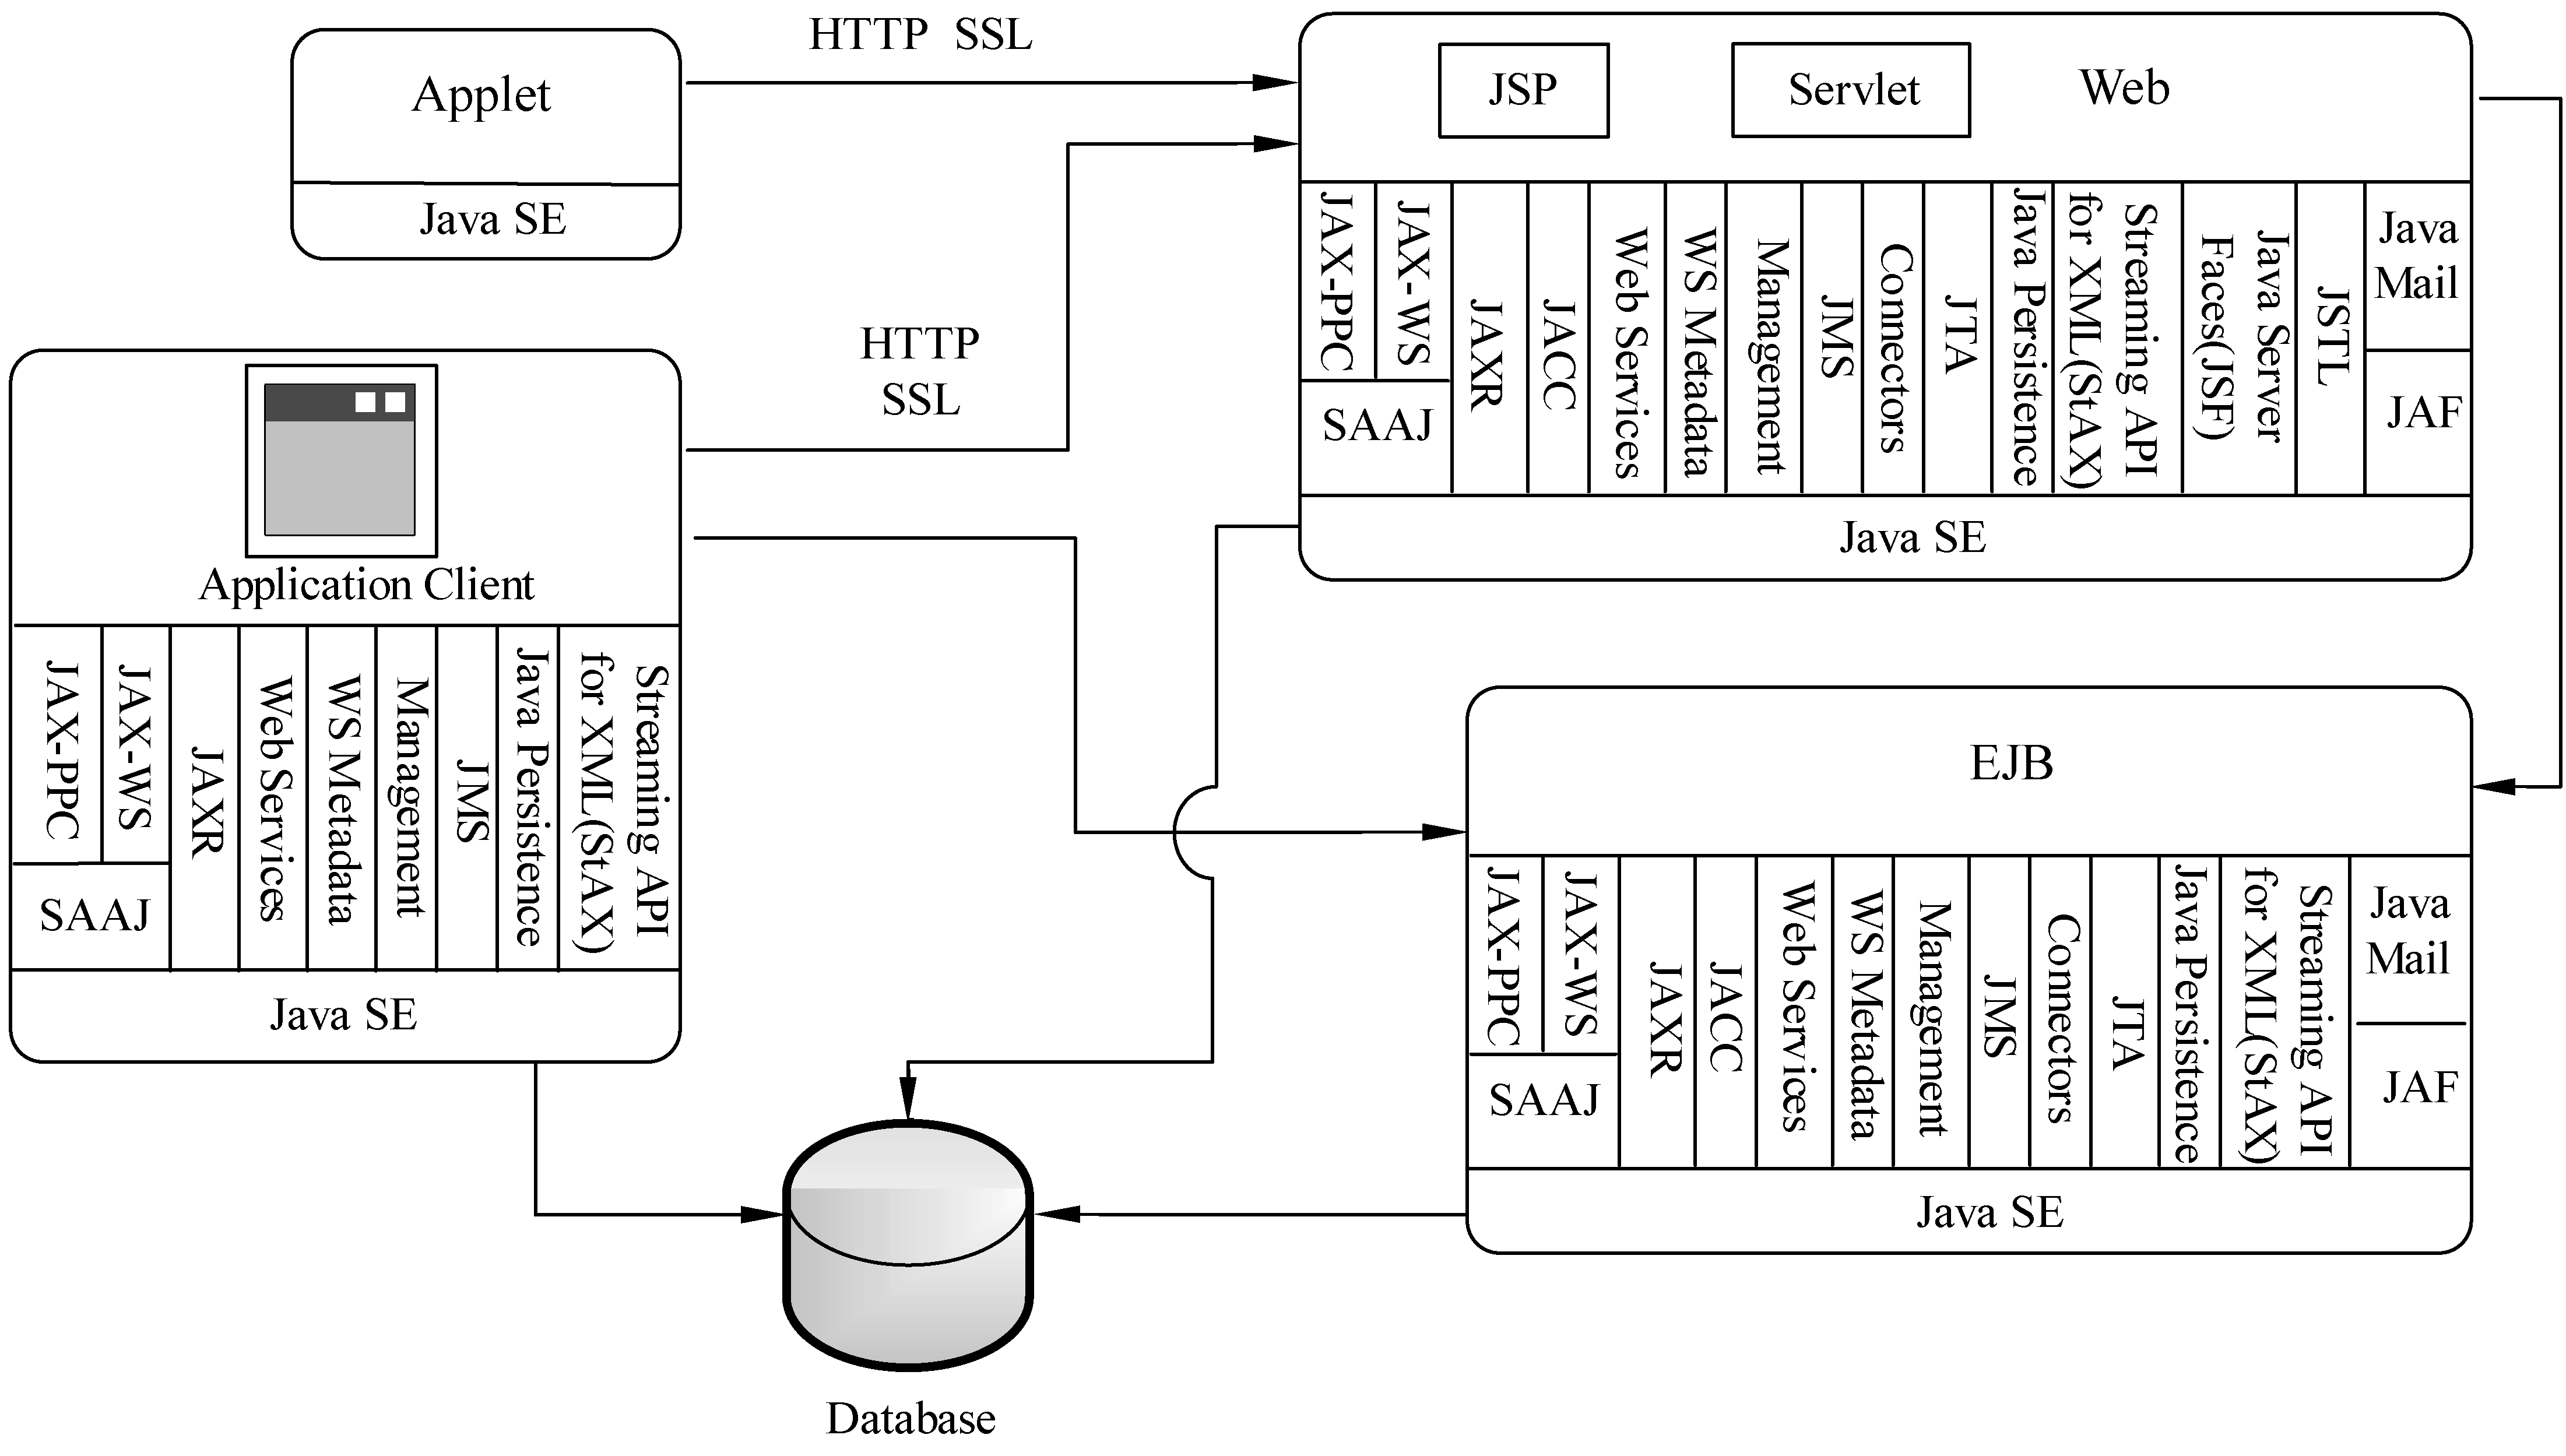 HTTP SSL
Applet
Java SE
JSP
Servlet
Web
JAX-PPC
JAX-WS
SAAJ
JAXR
JACC
Web Services
WS Metadata
Management
JMS
Connectors
JTA
Java Persistence
Streaming API
for XML(StAX)
Java Server
Faces(JSF)
JSTL
Java
Mail
JAF
Java SE
HTTP
SSL
Application Client
JAX-PPC
JAX-WS
SAAJ
JAXR
Web Services
WS Metadata
Management
JMS
Java Persistence
Streaming API
for XML(StAX)
Java SE
EJB
JAX-PPC
JAX-WS
SAAJ
JAXR
JACC
Web Services
WS Metadata
Management
JMS
Connectors
JTA
Java Persistence
Streaming API
for XML(StAX)
Java
Mail
JAF
Java SE
Database